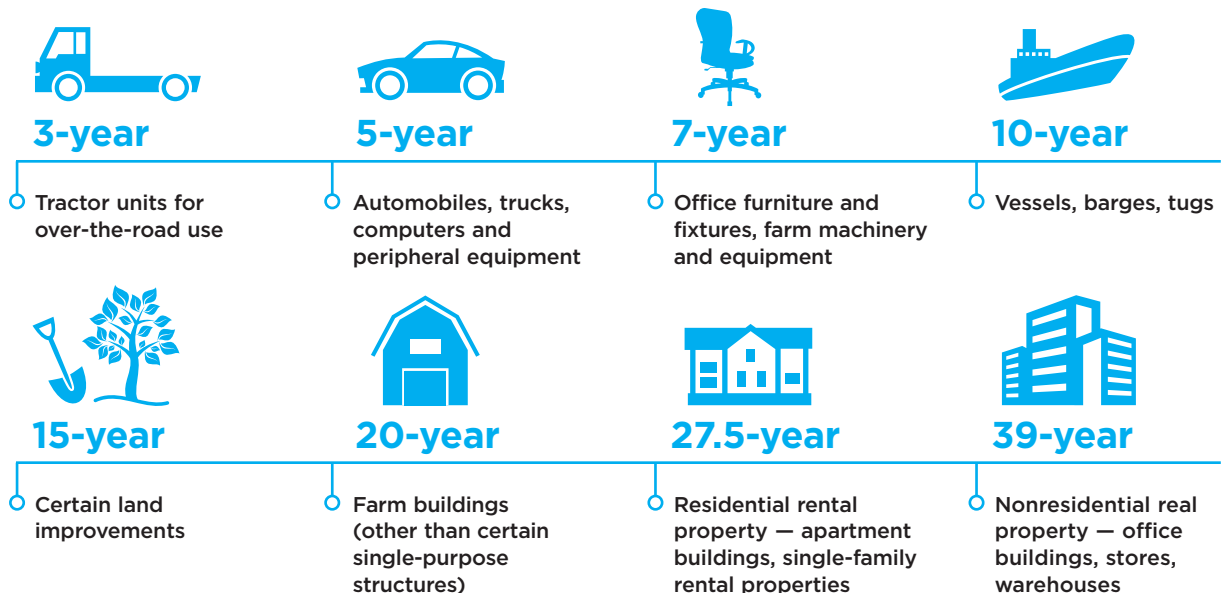 3-year
Tractor units for
over-the-road use
5-year
Automobiles, trucks,
computers and
peripheral equipment
7-year
Office furniture and
fixtures, farm machinery
and equipment
10-year
Vessels, barges, tugs
15-year
Certain land
improvements
20-year
Farm buildings
(other than certain
single-purpose
structures)
27.5-year
Residential rental
property — apartment
buildings, single-family
rental properties
39-year
Nonresidential real
property — office
buildings, stores,
warehouses